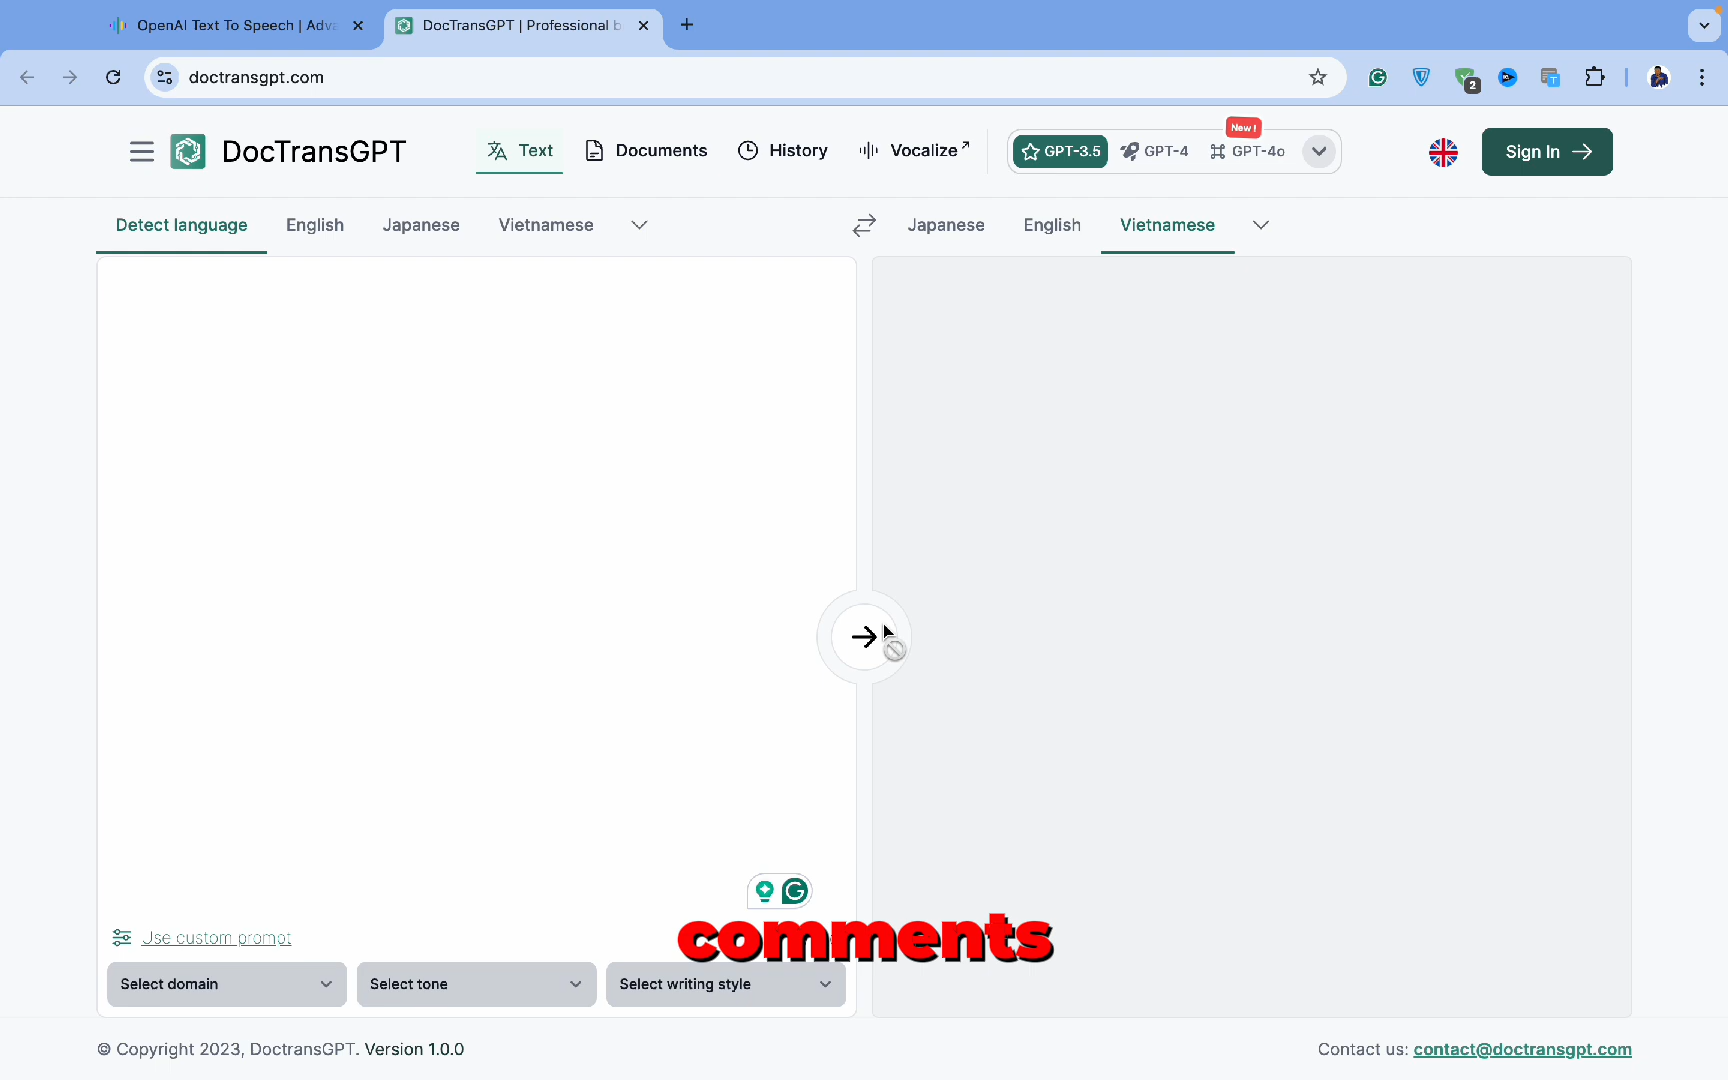 OpenAI Text To Speech | Adva
DocTransGPT | Professional b
doctransgpt.com
2
DocTransGPT
Text
Documents
History
Vocalize
GPT-3.5
GPT-4
GPT-4o
New !
Sign In
Detect language
English
Japanese
Vietnamese
Japanese
English
Vietnamese
Use custom prompt
comments
Select domain
Select tone
Select writing style
© Copyright 2023, DoctransGPT. Version 1.0.0
Contact us: contact@doctransgpt.com